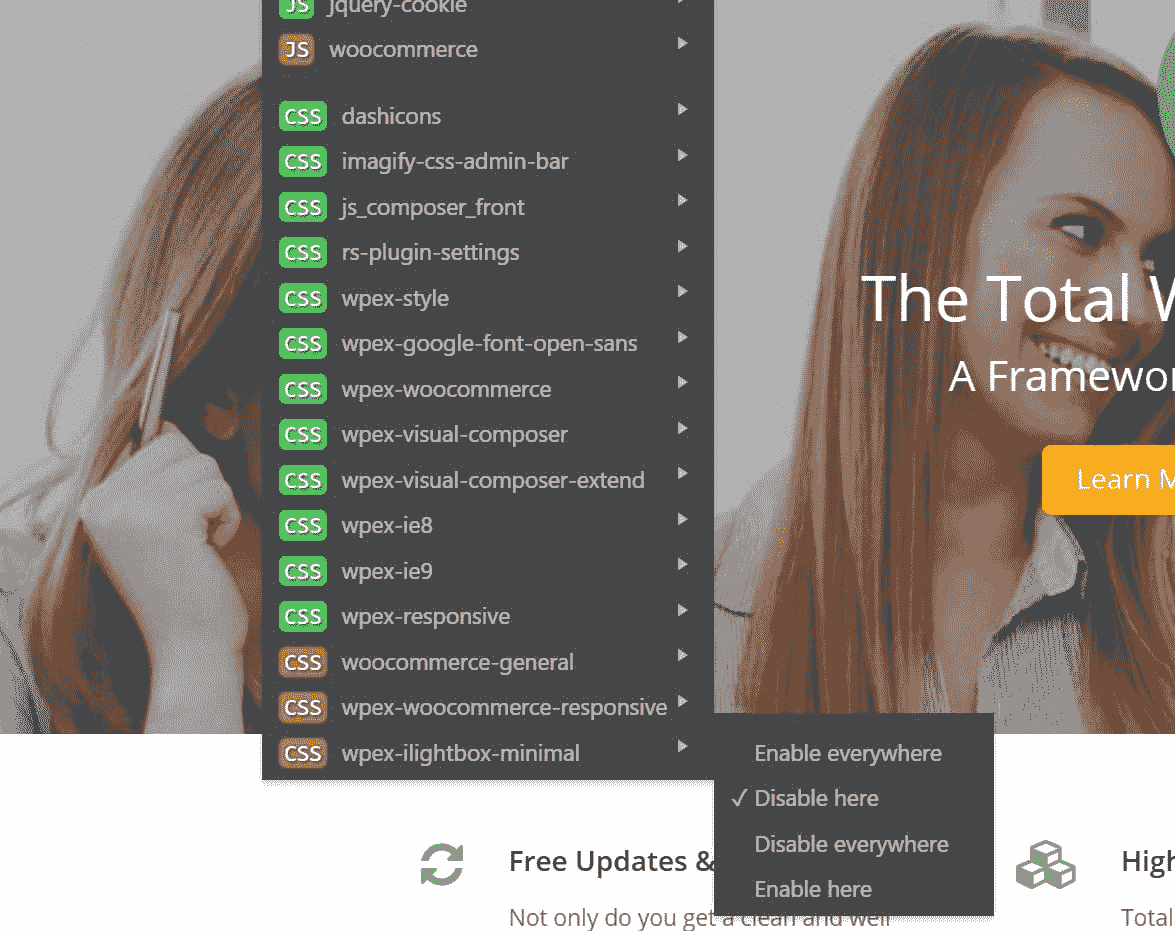 JS jquery-cookie
JS woocommerce
CSS dashicons
CSS imagify-css-admin-bar
CSS js_composer_front
CSS rs-plugin-settings
CSS wpex-style
CSS wpex-google-font-open-sans
CSS wpex-woocommerce
CSS wpex-visual-composer
CSS wpex-visual-composer-extend
CSS wpex-ie8
CSS wpex-ie9
CSS wpex-responsive
CSS woocommerce-general
CSS wpex-woocommerce-responsive
CSS wpex-ilightbox-minimal
Enable everywhere
✓ Disable here
Disable everywhere
Enable here
The Total
A Framewor
Learn M
Free Updates &
Not only do you get a clean and well
High
Total